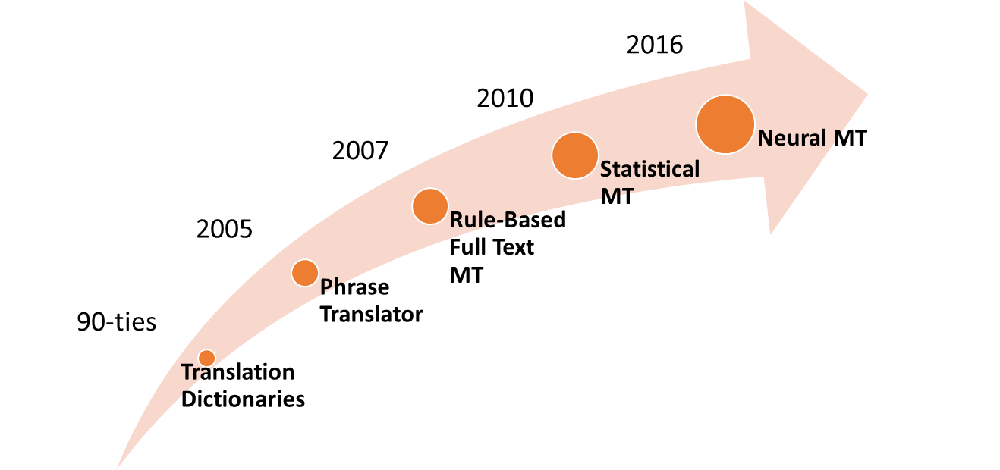 90-ties
Translation
Dictionaries
2005
Phrase
Translator
2007
Rule-Based
Full Text
MT
2010
Statistical
MT
2016
Neural MT